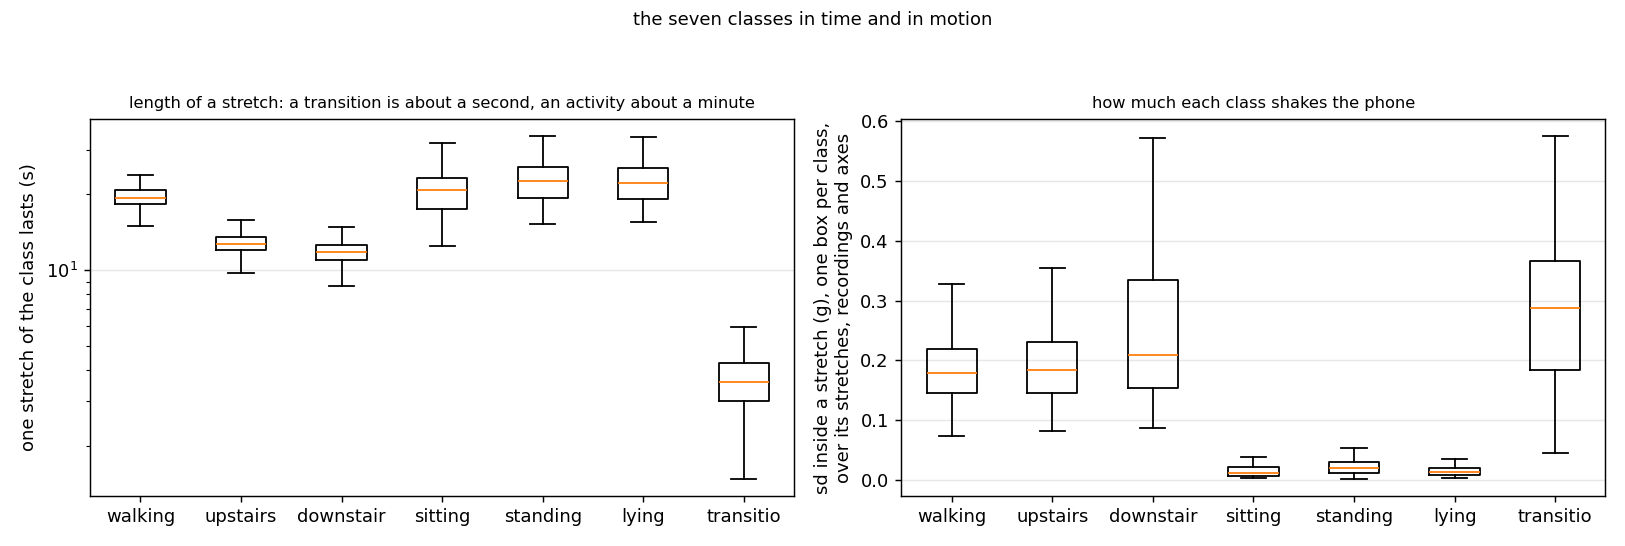 the seven classes in time and in motion
length of a stretch: a transition is about a second, an activity about a minute
one stretch of the class lasts (s)
10¹
walking upstairs downstair sitting standing lying transitio
how much each class shakes the phone
sd inside a stretch (g), one box per class,
over its stretches, recordings and axes
0.6
0.5
0.4
0.3
0.2
0.1
0.0
walking upstairs downstair sitting standing lying transitio